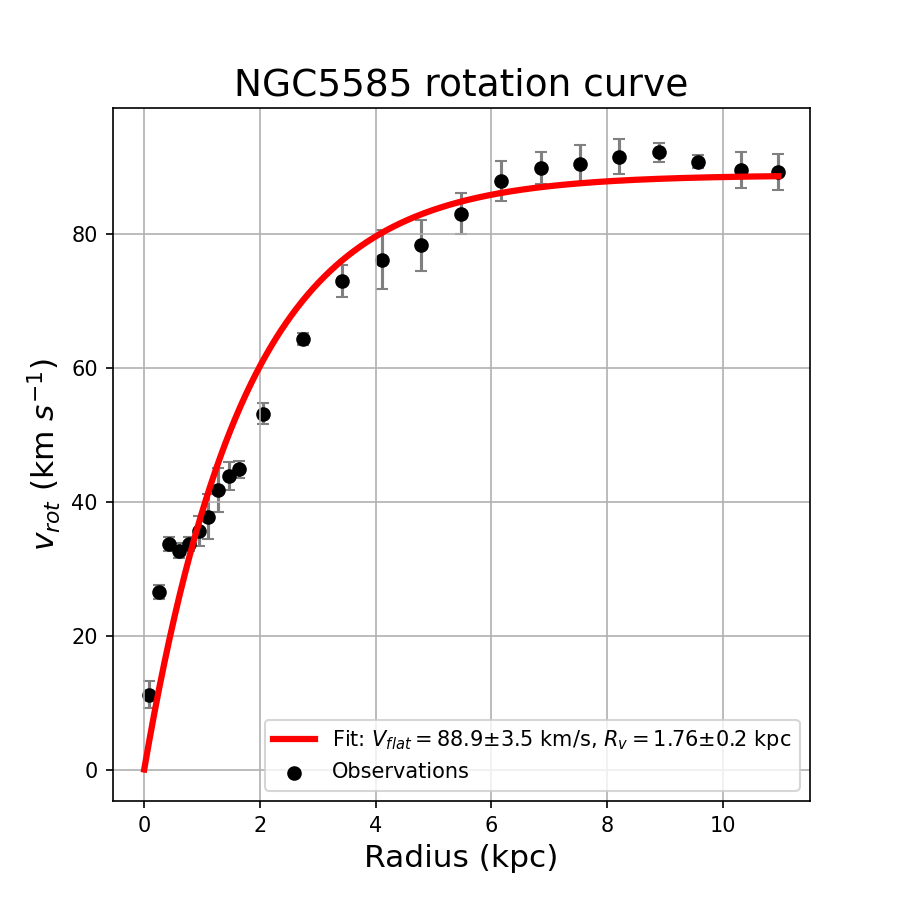 NGC5585 rotation curve
80
60
40
20
0
v_rot (km s⁻¹)
Fit: V_flat = 88.9±3.5 km/s, R_v = 1.76±0.2 kpc
Observations
0 2 4 6 8 10
Radius (kpc)